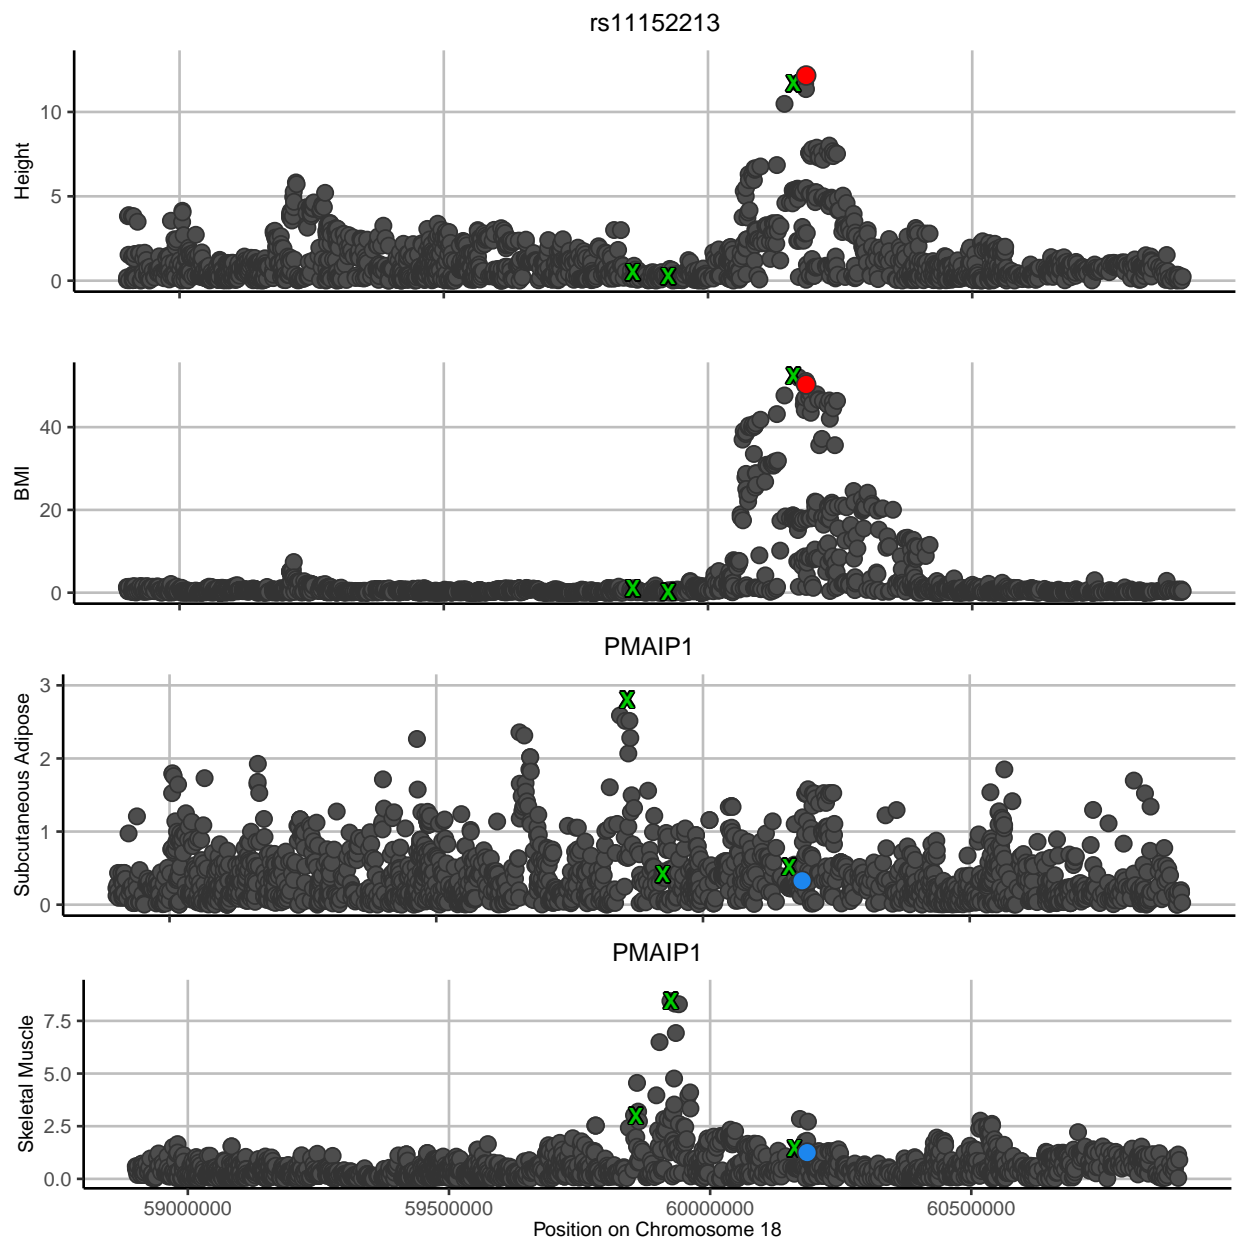 rs11152213
Height
10
5
0
BMI
40
20
0
PMAIP1
Subcutaneous Adipose
3
2
1
0
PMAIP1
Skeletal Muscle
7.5
5.0
2.5
0.0
59000000 59500000 60000000 60500000
Position on Chromosome 18